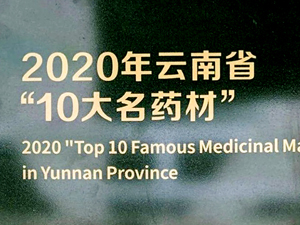 2020年云南省
“10大名药材”
2020 "Top 10 Famous Medicinal Ma
in Yunnan Province